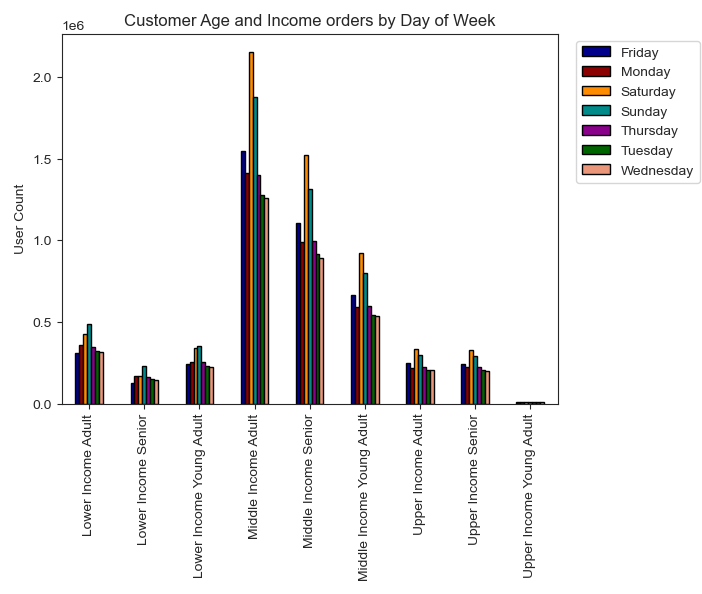 Customer Age and Income orders by Day of Week
1e6
2.0
1.5
1.0
0.5
0.0
User Count
Lower Income Adult
Lower Income Senior
Lower Income Young Adult
Middle Income Adult
Middle Income Senior
Middle Income Young Adult
Upper Income Adult
Upper Income Senior
Upper Income Young Adult
Friday
Monday
Saturday
Sunday
Thursday
Tuesday
Wednesday